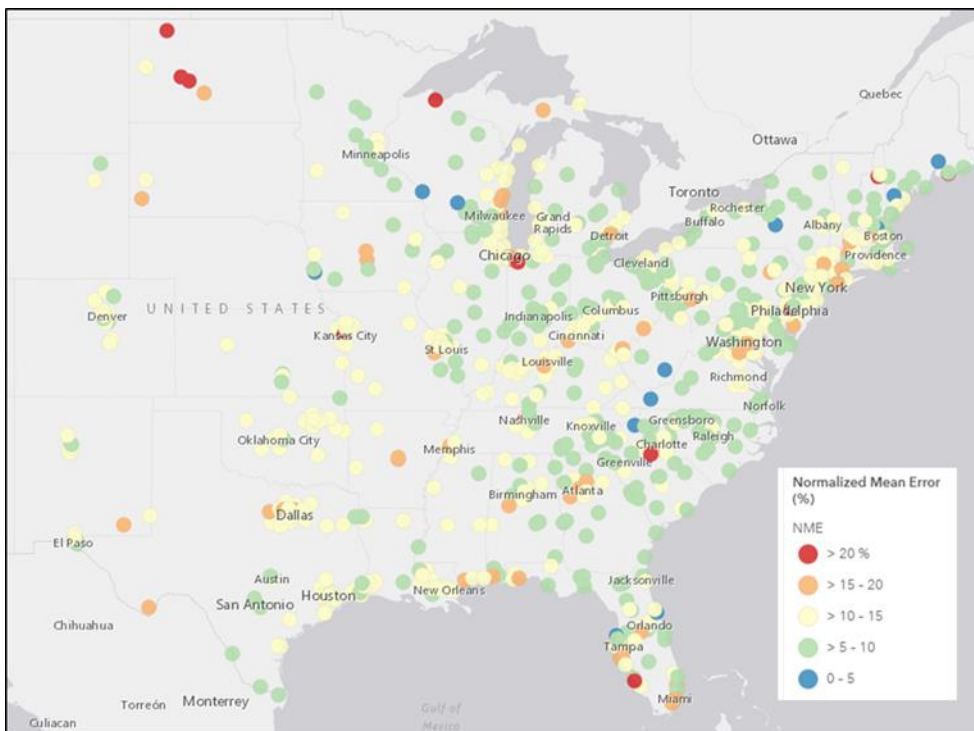 Quebec
Ottawa
Minneapolis
Toronto
Rochester
Buffalo
Albany
Boston
Milwaukee
Grand
Rapids
Detroit
Providence
Chicago
Cleveland
New York
UNITED STATES
Denver
Pittsburgh
Columbus
Philadelphia
Indianapolis
Kansas City
St Louis
Cincinnati
Washington
Louisville
Richmond
Norfolk
Nashville
Knoxville
Greensboro
Raleigh
Oklahoma City
Memphis
Charlotte
Greenville
Birmingham
Atlanta
Dallas
El Paso
Austin
Jacksonville
San Antonio
Houston
New Orleans
Chihuahua
Orlando
Tampa
Torreón
Monterrey
Miami
Gulf of
Mexico
Culiacan
Normalized Mean Error
(%)
NME
> 20 %
> 15 - 20
> 10 - 15
> 5 - 10
0 - 5